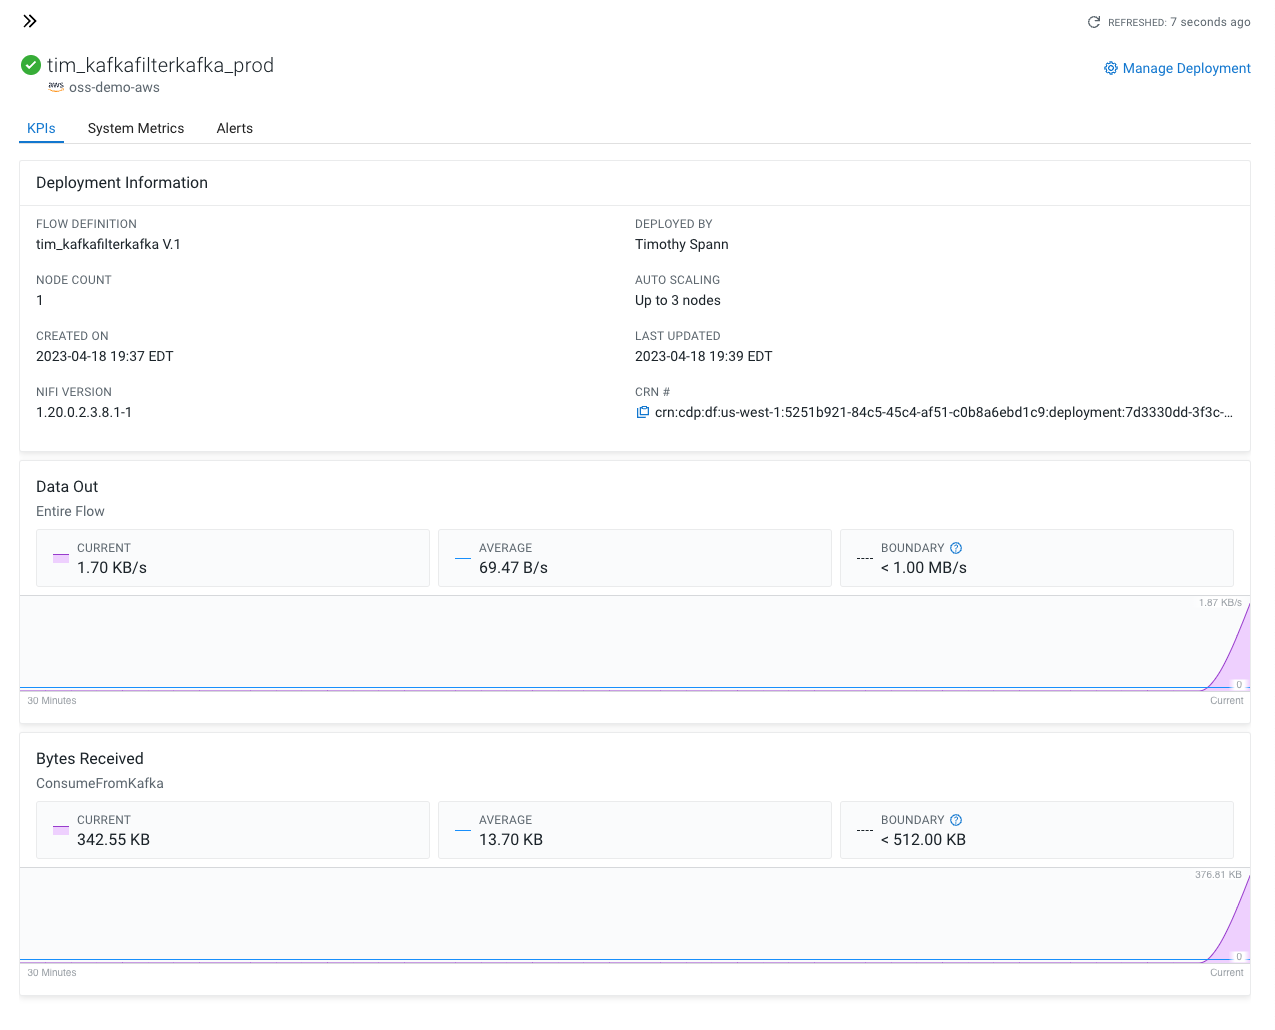 REFRESHED: 7 seconds ago
tim_kafkafilterkafka_prod
aws oss-demo-aws
Manage Deployment
KPIs System Metrics Alerts
Deployment Information
FLOW DEFINITION DEPLOYED BY
tim_kafkafilterkafka V.1 Timothy Spann
NODE COUNT AUTO SCALING
1 Up to 3 nodes
CREATED ON LAST UPDATED
2023-04-18 19:37 EDT 2023-04-18 19:39 EDT
NIFI VERSION CRN #
1.20.0.2.3.8.1-1 crn:cdp:df:us-west-1:5251b921-84c5-45c4-af51-c0b8a6ebd1c9:deployment:7d3330dd-3f3c-...
Data Out
Entire Flow
CURRENT AVERAGE BOUNDARY ?
1.70 KB/s 69.47 B/s < 1.00 MB/s
1.87 KB/s
0
30 Minutes Current
Bytes Received
ConsumeFromKafka
CURRENT AVERAGE BOUNDARY ?
342.55 KB 13.70 KB < 512.00 KB
376.81 KB
0
30 Minutes Current